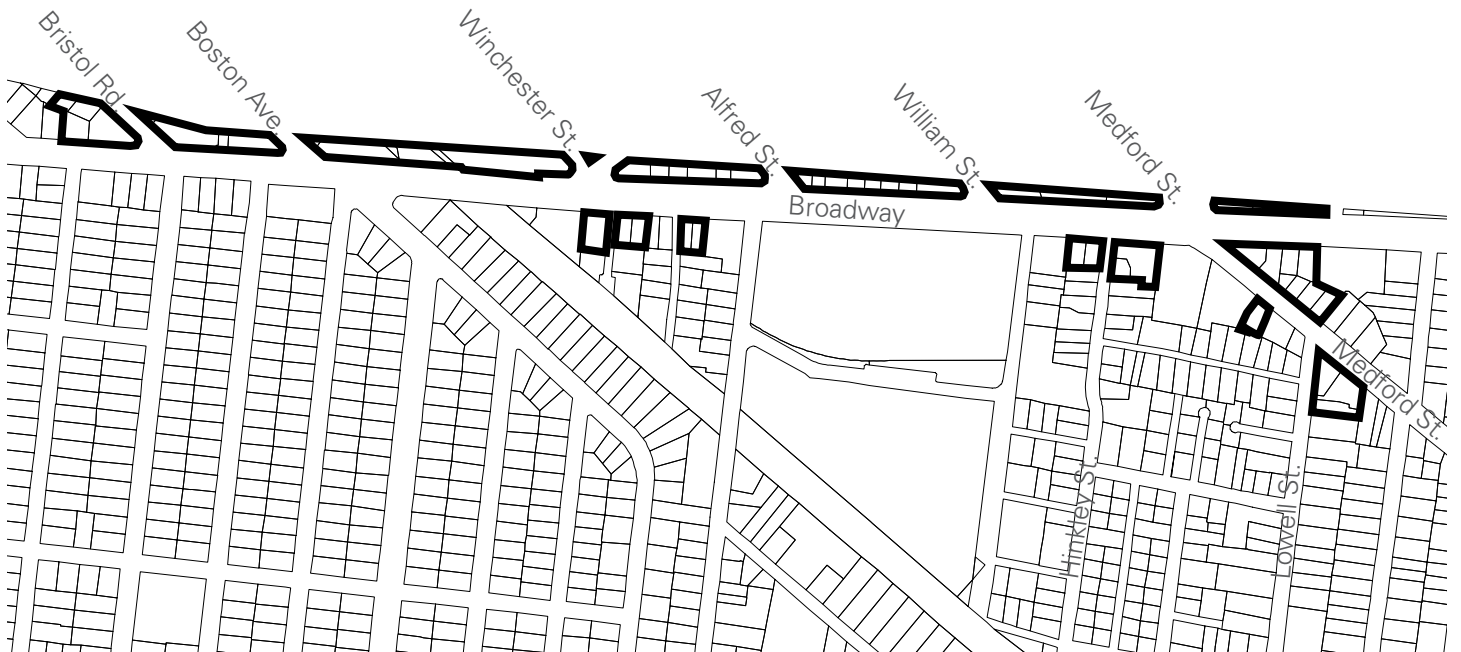 Bristol Rd.
Boston Ave.
Winchester St.
Alfred St.
William St.
Medford St.
Broadway
Medford St.
Hinkley St.
Lowell St.